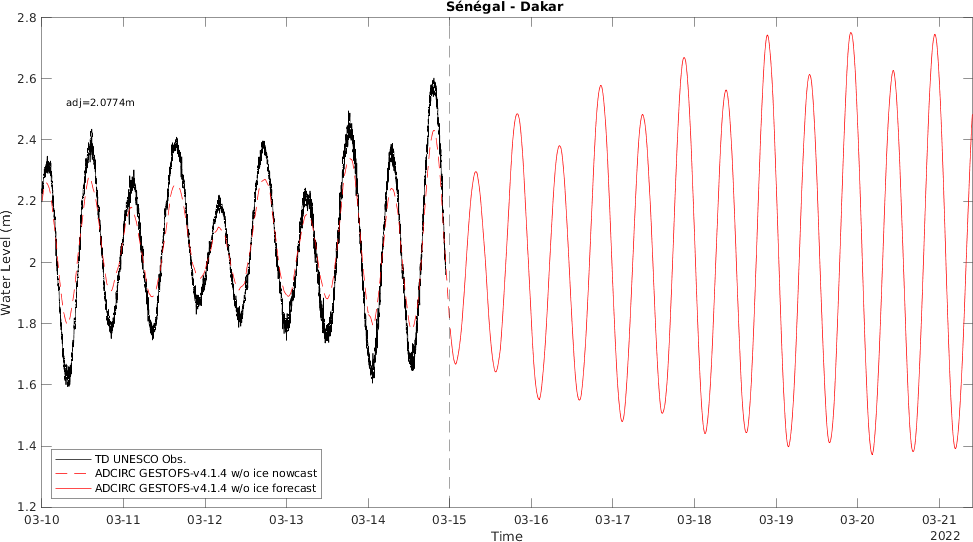 Sénégal - Dakar
2.8
2.6
2.4
2.2
2
1.8
1.6
1.4
1.2
Water Level (m)
adj=2.0774m
TD UNESCO Obs.
ADCIRC GESTOFS-v4.1.4 w/o ice nowcast
ADCIRC GESTOFS-v4.1.4 w/o ice forecast
03-10 03-11 03-12 03-13 03-14 03-15 03-16 03-17 03-18 03-19 03-20 03-21
Time
2022